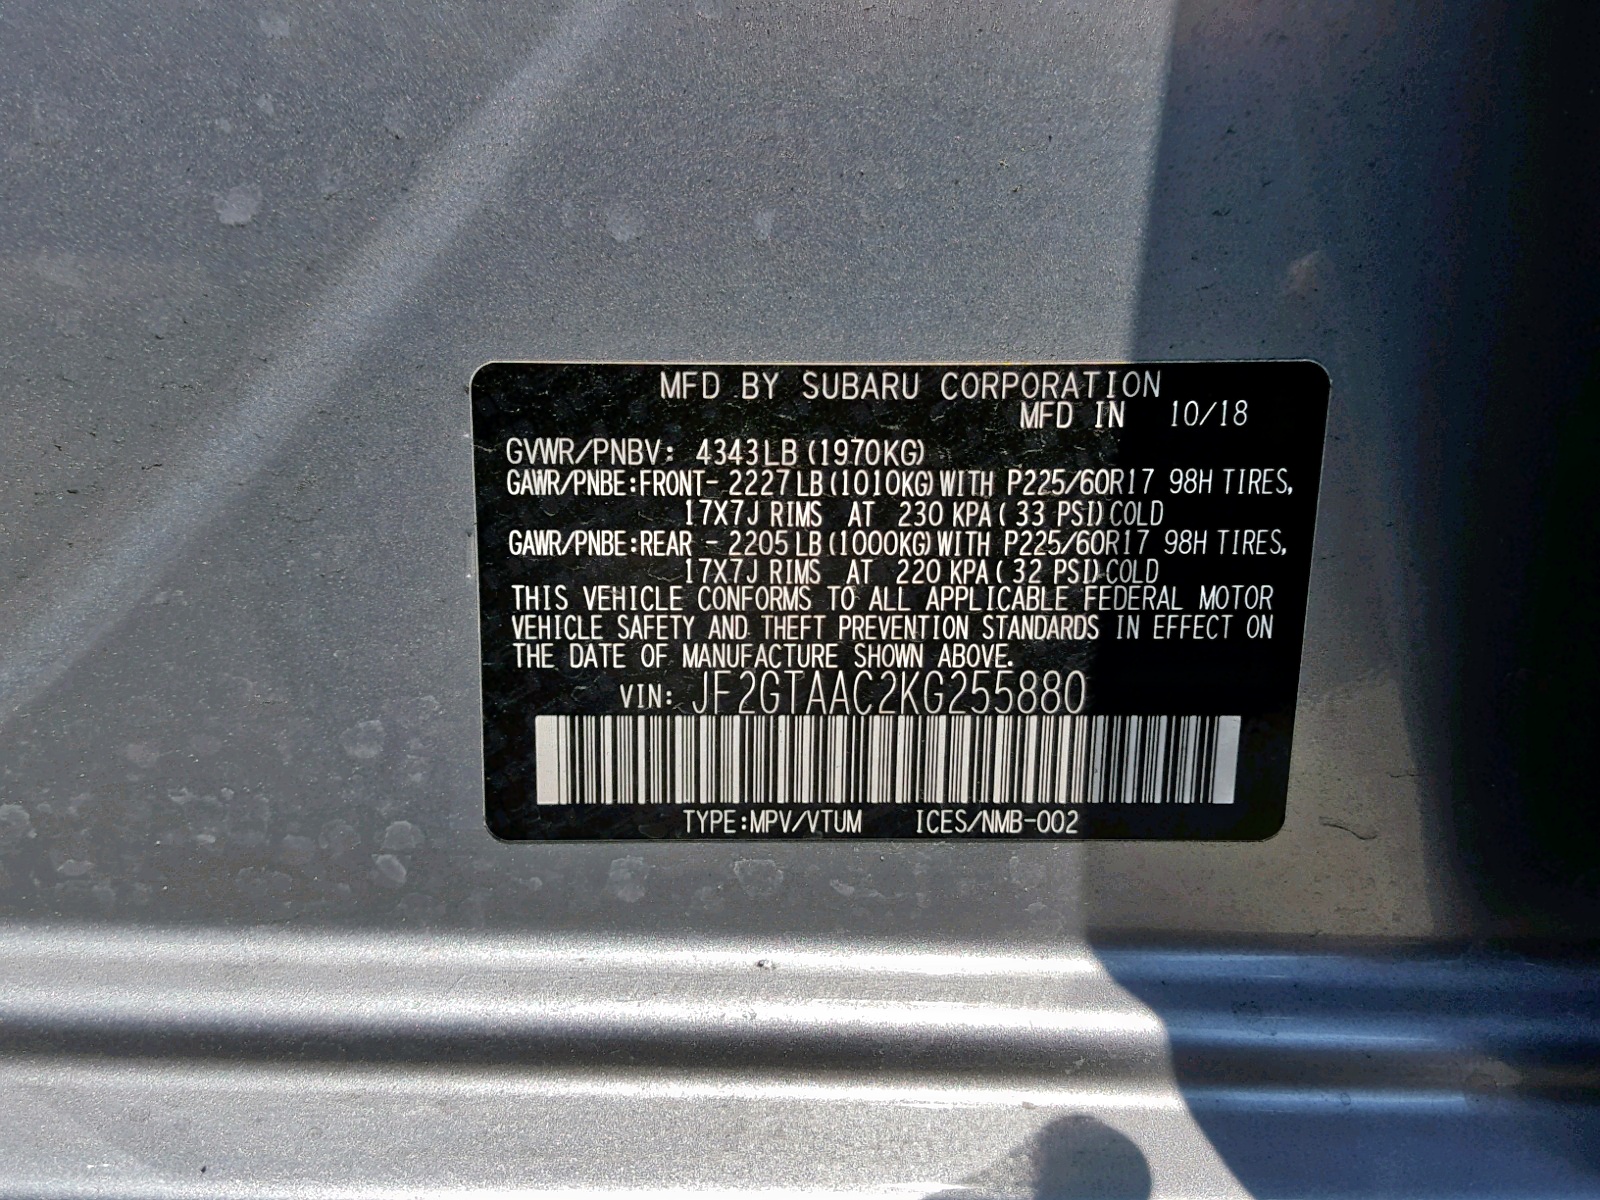 MFD BY SUBARU CORPORATION
MFD IN 10/18
GVWR/PNBV: 4343LB (1970KG)
GAWR/PNBE:FRONT- 2227LB (1010KG) WITH P225/60R17 98H TIRES,
17X7J RIMS AT 230 KPA ( 33 PSI) COLD
GAWR/PNBE:REAR - 2205LB (1000KG) WITH P225/60R17 98H TIRES,
17X7J RIMS AT 220 KPA ( 32 PSI) COLD
THIS VEHICLE CONFORMS TO ALL APPLICABLE FEDERAL MOTOR
VEHICLE SAFETY AND THEFT PREVENTION STANDARDS IN EFFECT ON
THE DATE OF MANUFACTURE SHOWN ABOVE.
VIN: JF2GTAAC2KG255880
TYPE:MPV/VTUM ICES/NMB-002